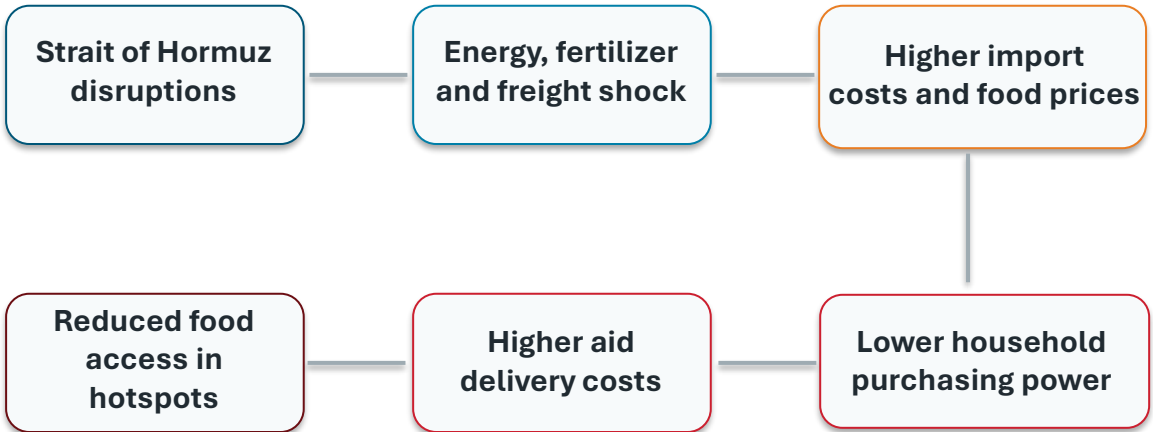 Strait of Hormuz
disruptions
Energy, fertilizer
and freight shock
Higher import
costs and food prices
Lower household
purchasing power
Higher aid
delivery costs
Reduced food
access in
hotspots